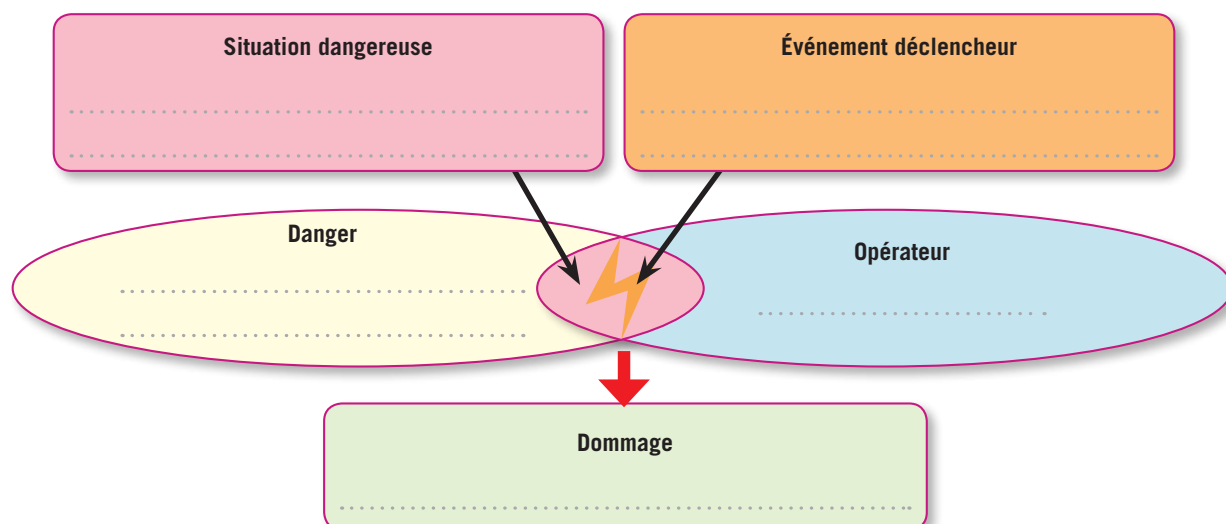 Situation dangereuse
Événement déclencheur
Danger
Opérateur
Dommage